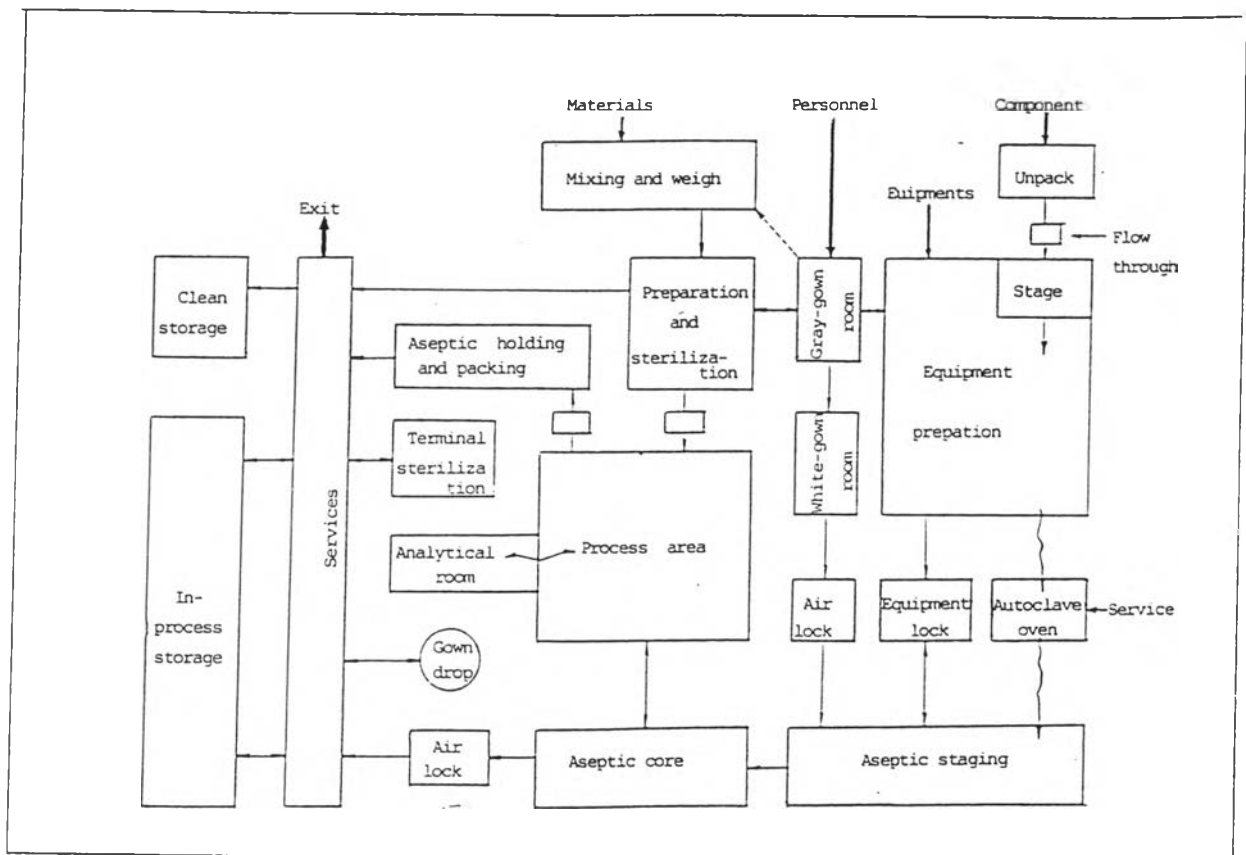 Materials
Personnel
Component
Mixing and weigh
Unpack
Exit
Euipments
Flow
through
Clean
storage
Preparation
and
steriliza-
tion
Gray-gown
room
Stage
Aseptic holding
and packing
Equipment
prepation
Terminal
steriliza
tion
White-gown
room
Services
Analytical
room
Process area
In-
process
storage
Air
lock
Equipment
lock
Autoclave
oven
Service
Gown
drop
Air
lock
Aseptic core
Aseptic staging